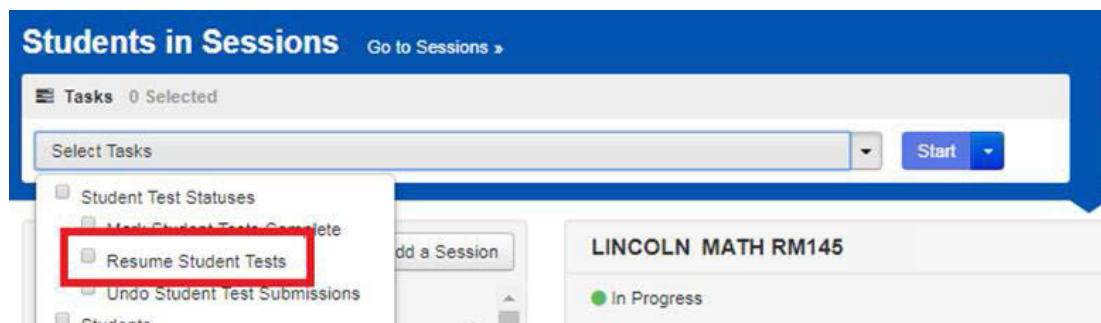 Students in Sessions Go to Sessions »
Tasks 0 Selected
Select Tasks
Start
Student Test Statuses
Mark Student Tests Complete
Resume Student Tests
Undo Student Test Submissions
Students
dd a Session
LINCOLN MATH RM145
In Progress